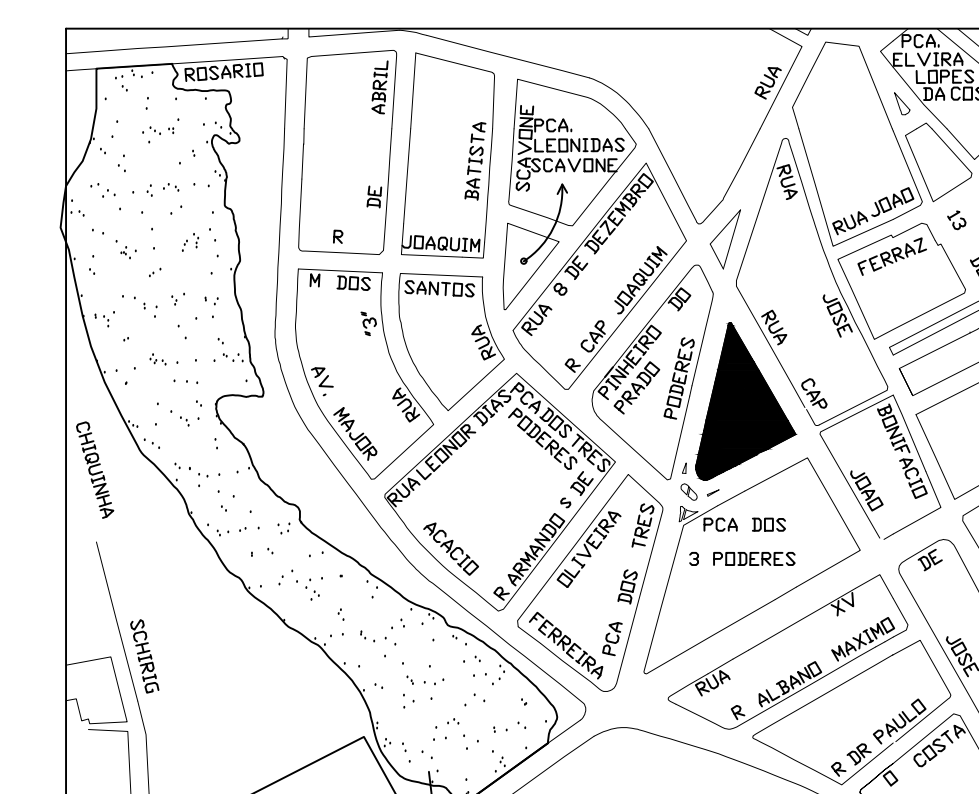 ROSARIO
R DE ABRIL
JOAQUIM BATISTA
SCAVONE
PCA.
LEONIDAS
SCAVONE
RUA 8 DE DEZEMBRO
R CAP JOAQUIM
PINHEIRO DO
PRADO
PODERES
RUA
RUA JOSE
RUA JOAO
FERRAZ
PCA.
ELVIRA
LOPES
DA COS
13
M DOS SANTOS
"3"
RUA
RUA
AV. MAJOR
ACACIO
RUA LEONOR DIAS
PCA DOS TRES
PODERES
R ARMANDO S DE
OLIVEIRA
FERREIRA
PCA DOS TRES
RUA CAP
JOAO
BONIFACIO
PCA DOS
3 PODERES
RUA XV DE
R ALBANO MAXIMO
R DR PAULO
O COSTA
JOSE
CHIQUINHA
SCHIRIG